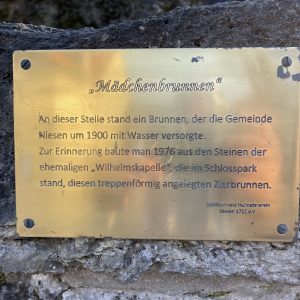 „Mädchenbrunnen“
An dieser Stelle stand ein Brunnen, der die Gemeinde
Niesen um 1900 mit Wasser versorgte.
Zur Erinnerung baute man 1976 aus den Steinen der
ehemaligen „Wilhelmskapelle“, die im Schlosspark
stand, diesen treppenförmig angelegten Zierbrunnen.
Schützen und Heimatverein
Niesen 1722 e.V.